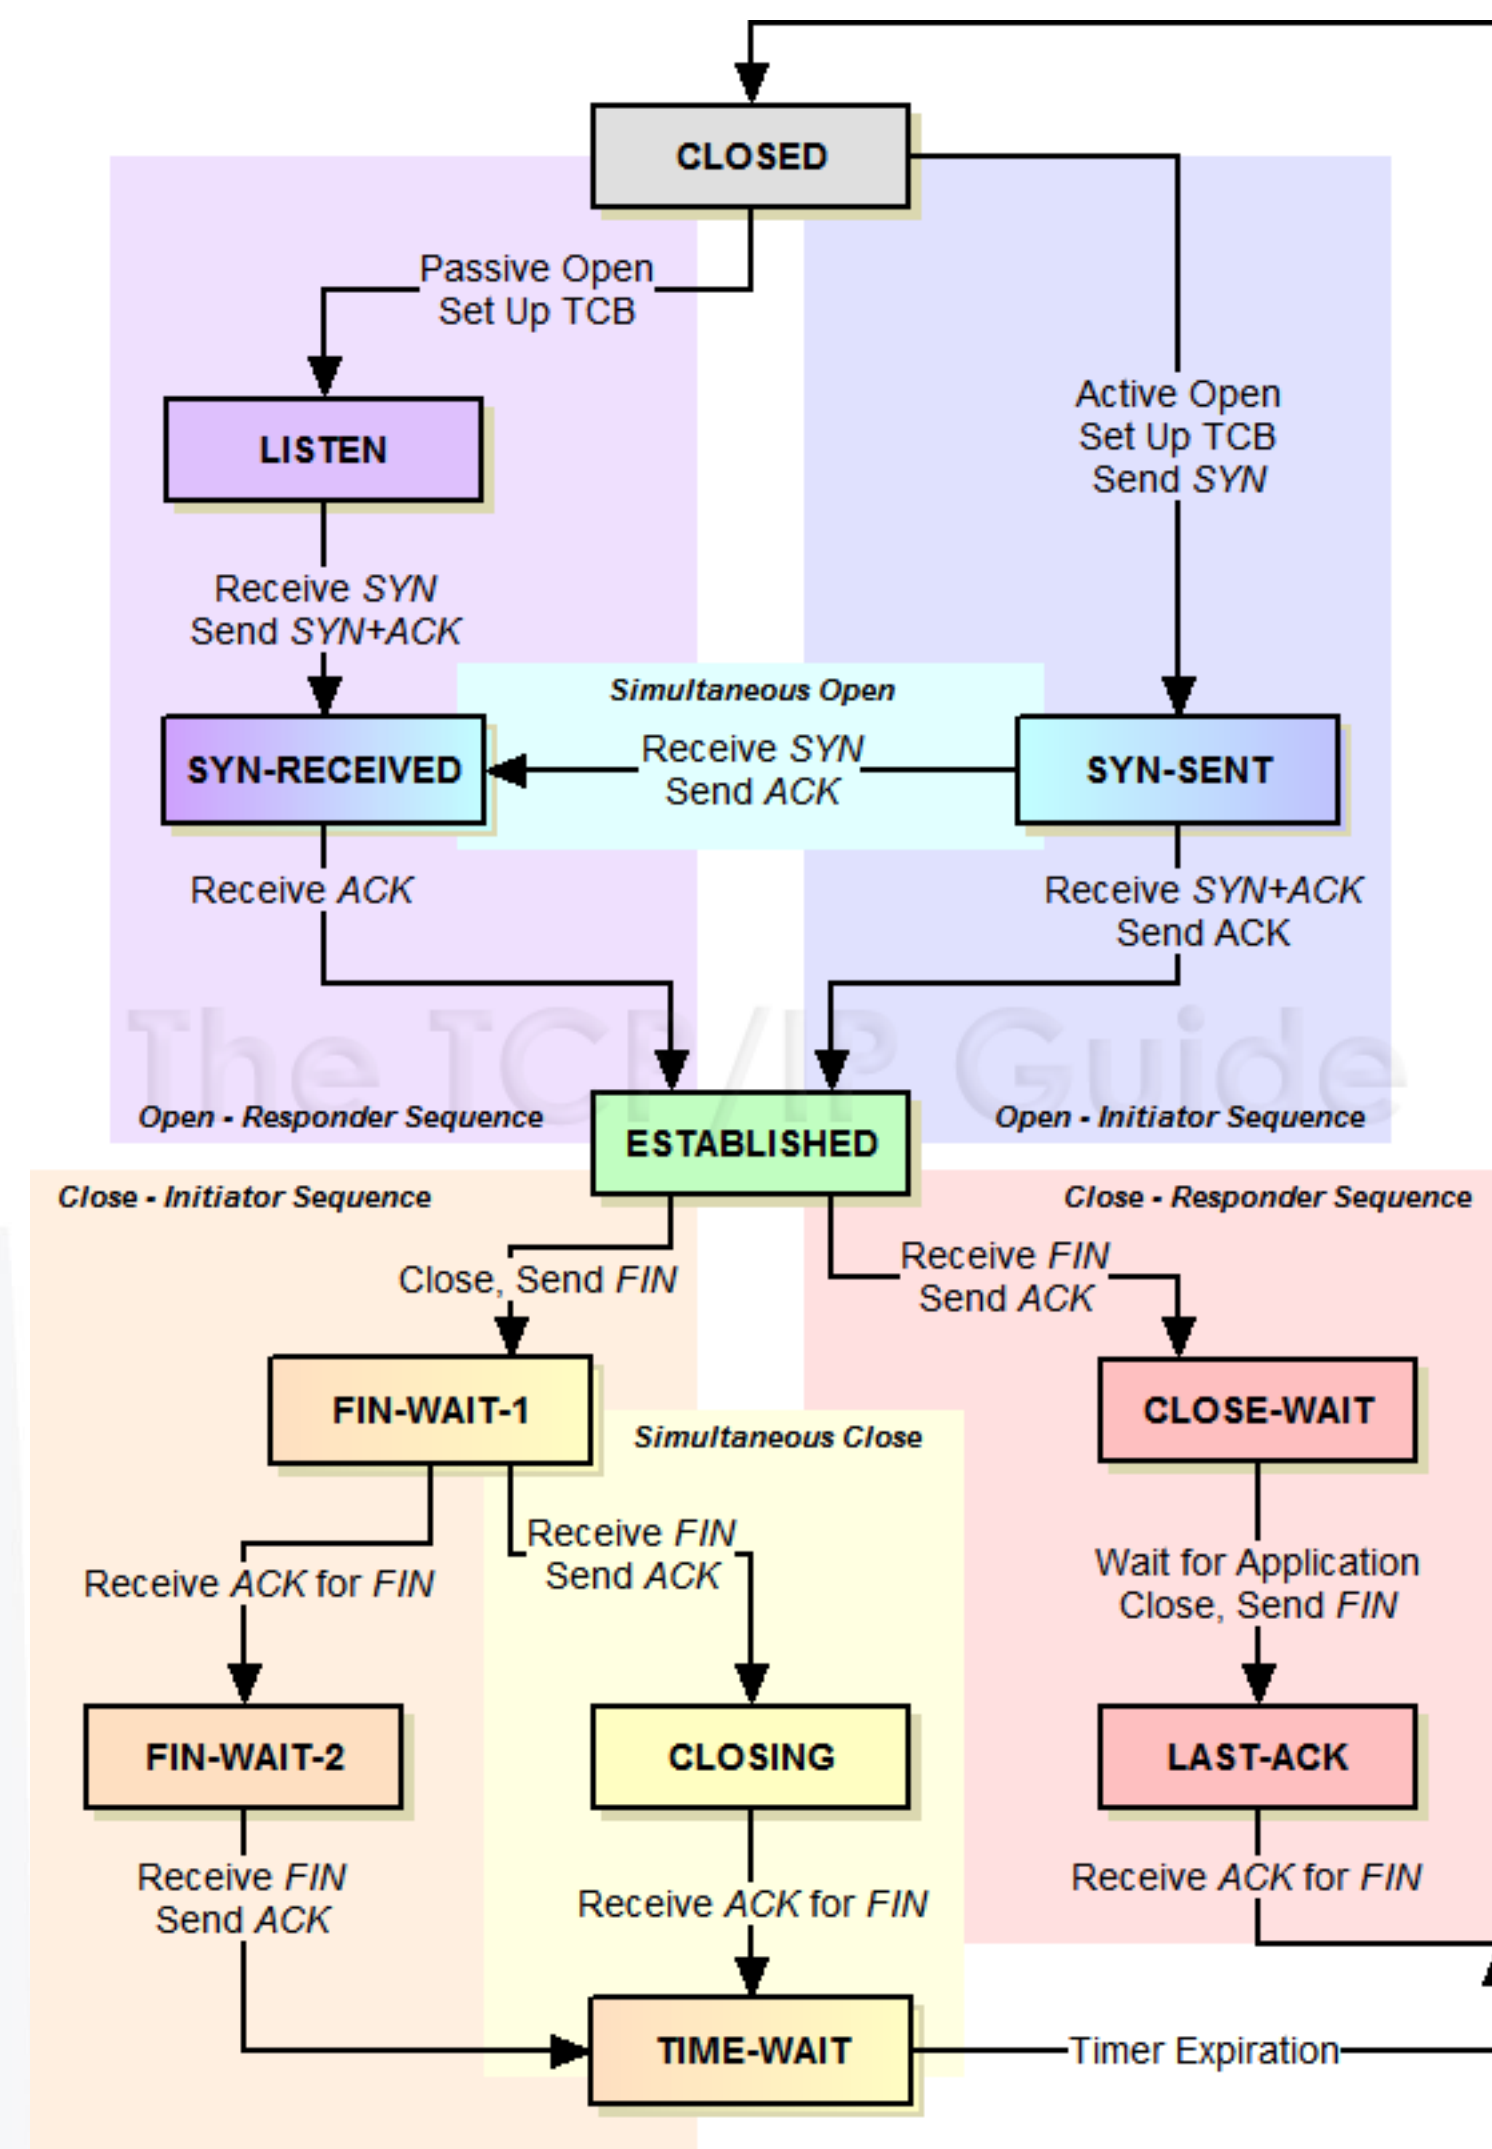 CLOSED
Passive Open
Set Up TCB
Active Open
Set Up TCB
Send SYN
LISTEN
Receive SYN
Send SYN+ACK
Simultaneous Open
SYN-RECEIVED
Receive SYN
Send ACK
SYN-SENT
Receive ACK
Receive SYN+ACK
Send ACK
The TCP/IP Guide
Open - Responder Sequence
Open - Initiator Sequence
ESTABLISHED
Close - Initiator Sequence
Close - Responder Sequence
Close, Send FIN
Receive FIN
Send ACK
FIN-WAIT-1
CLOSE-WAIT
Simultaneous Close
Receive ACK for FIN
Receive FIN
Send ACK
Wait for Application
Close, Send FIN
FIN-WAIT-2
CLOSING
LAST-ACK
Receive FIN
Send ACK
Receive ACK for FIN
Receive ACK for FIN
TIME-WAIT
Timer Expiration